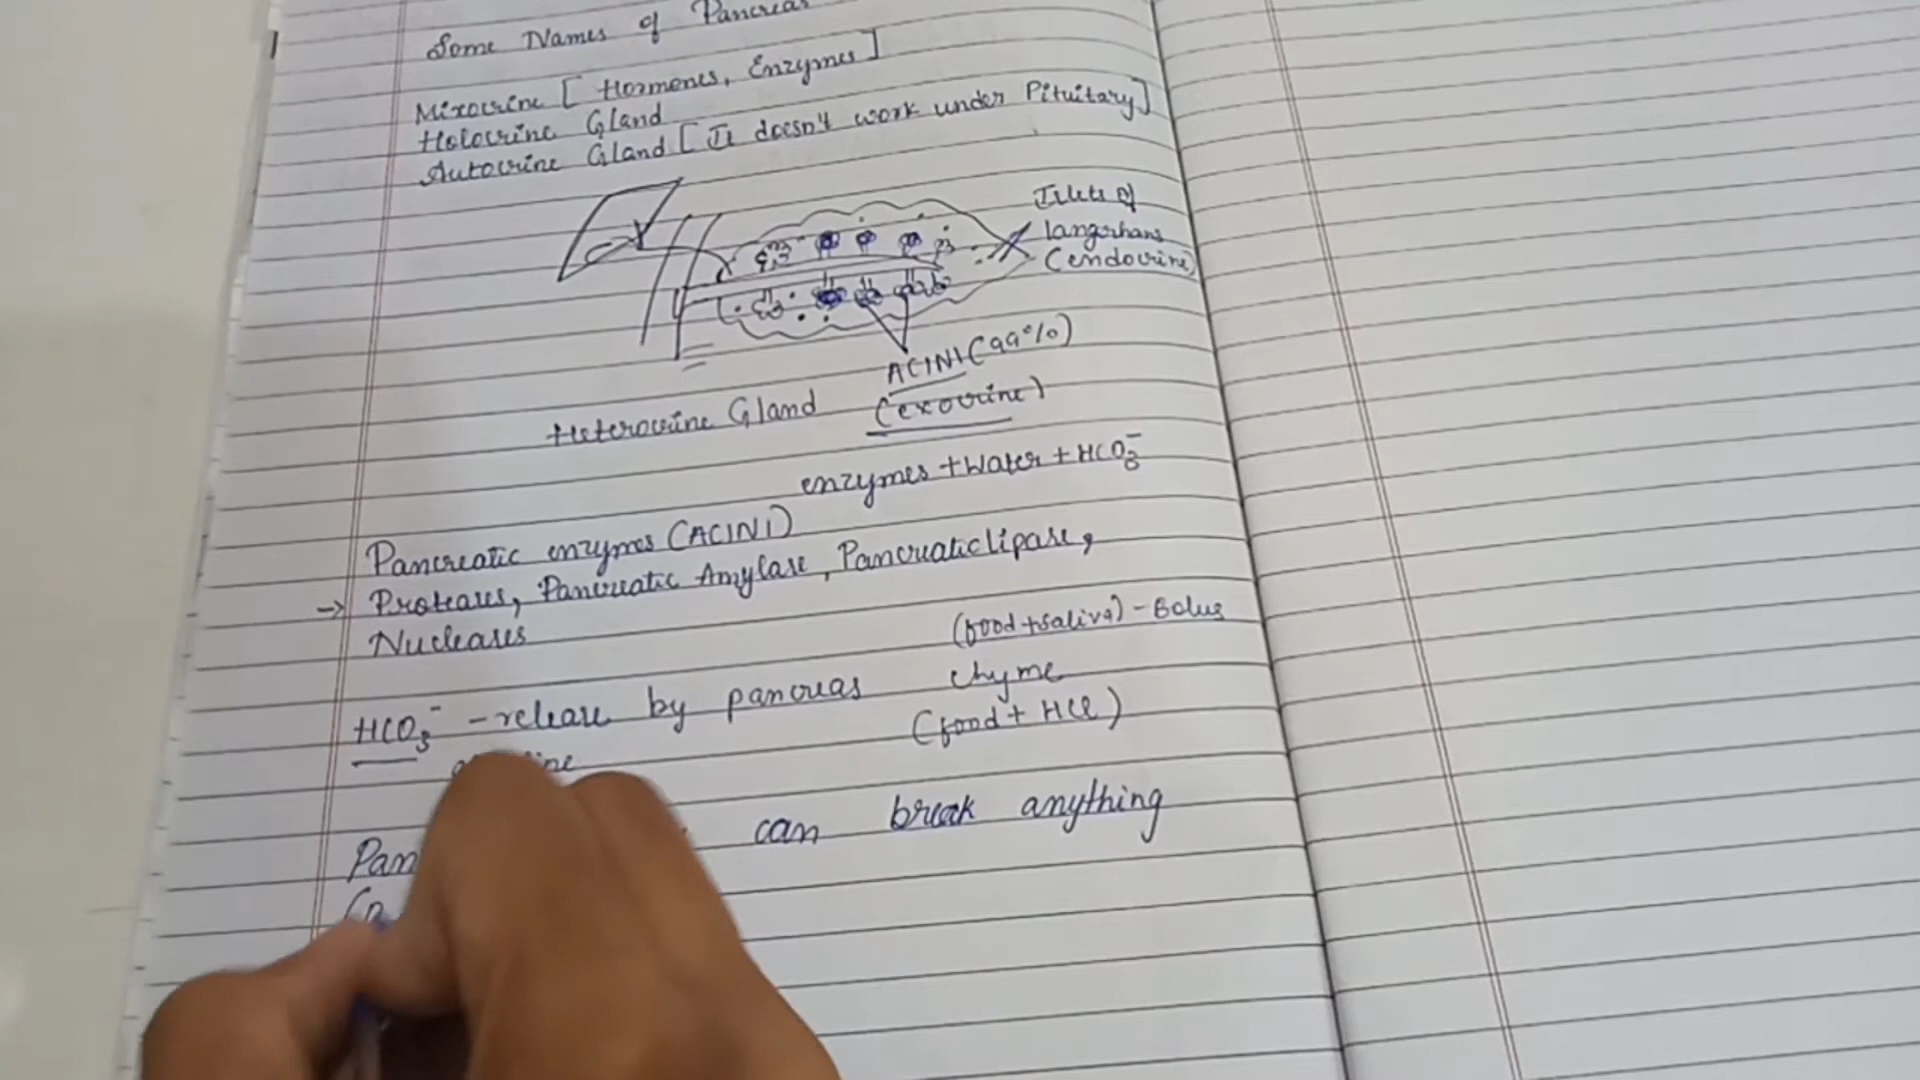 Some Names of Pancreas
Mixocrine [ Hormones, Enzymes ]
Holocrine Gland
Autocrine Gland [ It doesn't work under Pituitary ]
Islets of
langerhans
(endocrine)
ACINI (99%)
Heterocrine Gland (exocrine)
enzymes + Water + HCO3-
Pancreatic enzymes (ACINI)
→ Proteases, Pancreatic Amylase, Pancreatic lipase,
Nucleases
(food + saliva) - Bolus
HCO3- - release by pancreas chyme
(food + HCl)
can break anything